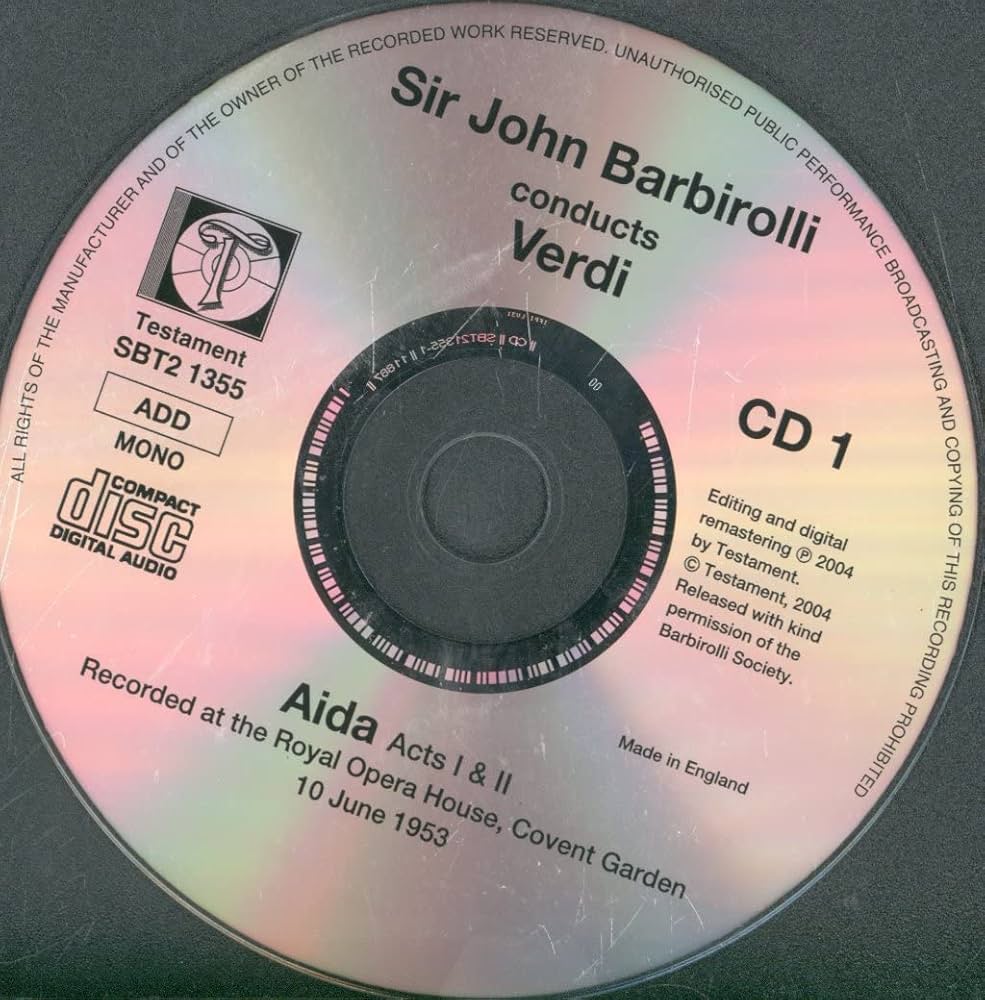 ALL RIGHTS OF THE MANUFACTURER AND OF THE OWNER OF THE RECORDED WORK RESERVED. UNAUTHORISED PUBLIC PERFORMANCE BROADCASTING AND COPYING OF THIS RECORDING PROHIBITED
Sir John Barbirolli
conducts
Verdi
T
Testament
SBT2 1355
ADD
MONO
COMPACT
disc
DIGITAL AUDIO
CD 1
Editing and digital
remastering ℗ 2004
by Testament.
© Testament, 2004
Released with kind
permission of the
Barbirolli Society.
Made in England
Aida Acts I & II
Recorded at the Royal Opera House, Covent Garden
10 June 1953
00